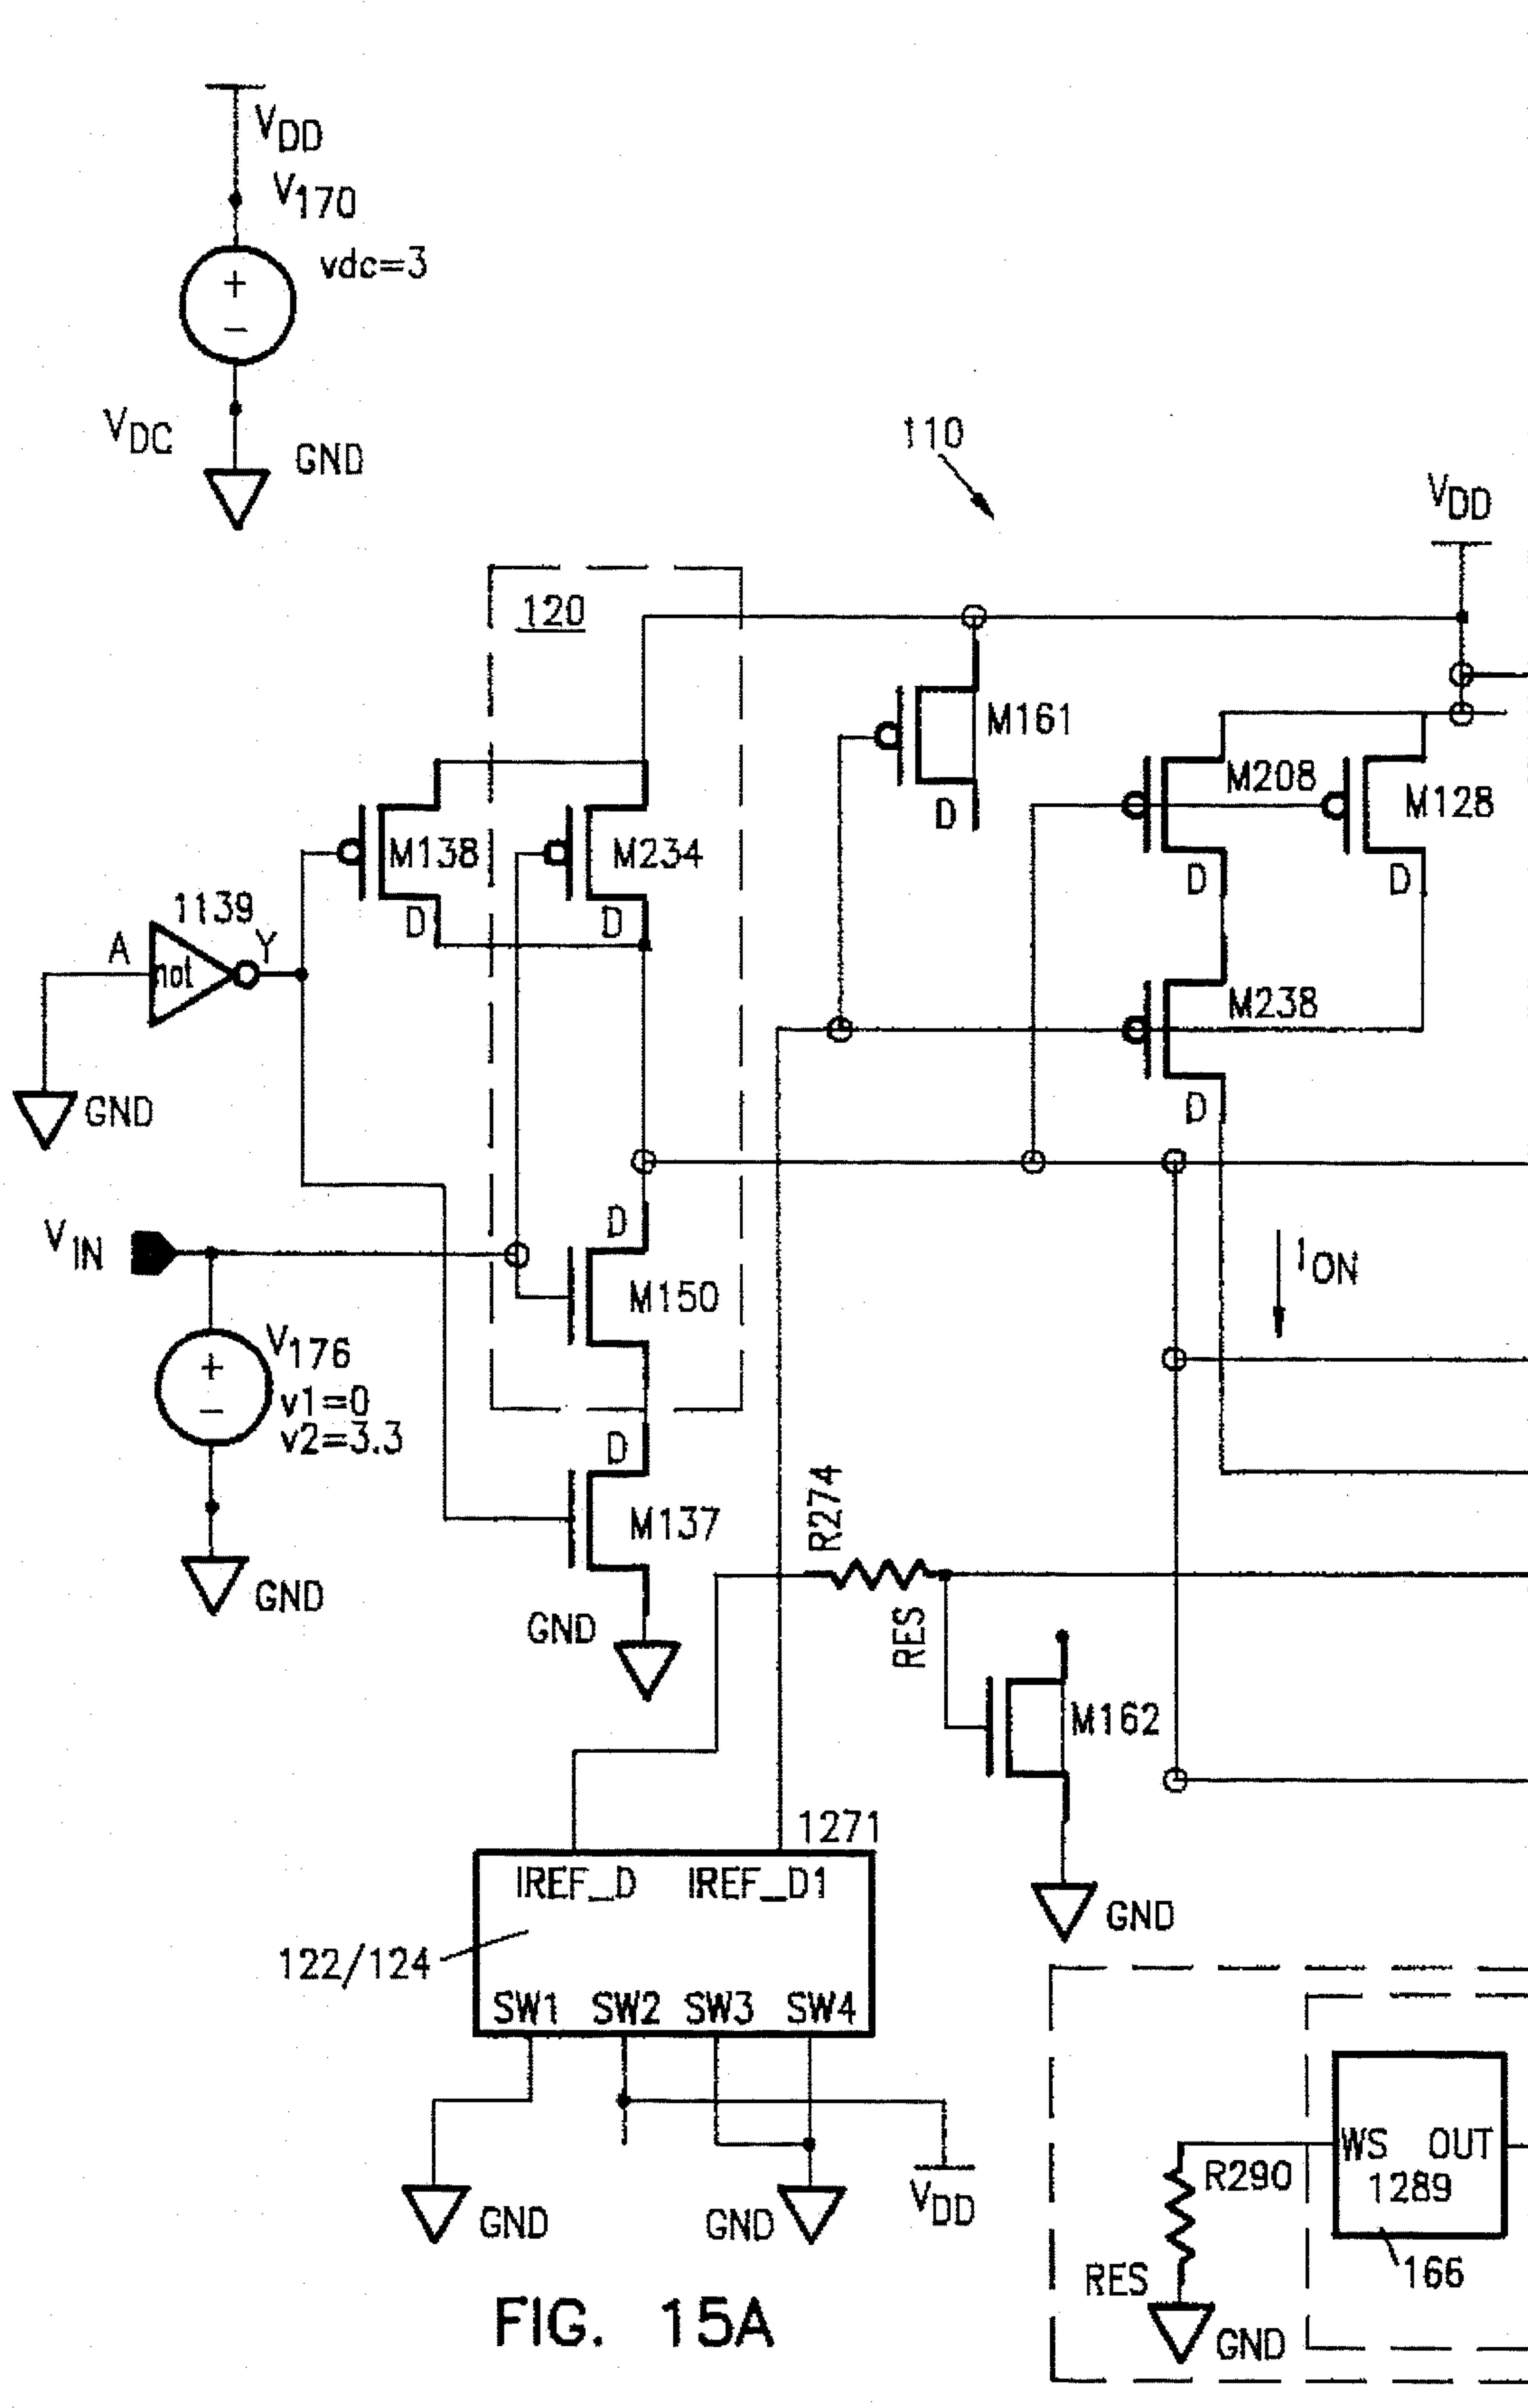 VDD
V170
vdc=3
VDC
GND
110
VDD
120
M161
D
M208
M128
M138
M234
D
D
D
D
1139
A
not
Y
M238
GND
D
D
VIN
ION
M150
V176
v1=0
v2=3.3
D
M137
R274
GND
GND
RES
M162
1271
IREF_D IREF_D1
GND
122/124
SW1 SW2 SW3 SW4
WS OUT
R290
1289
VDD
GND
GND
166
RES
GND
FIG. 15A